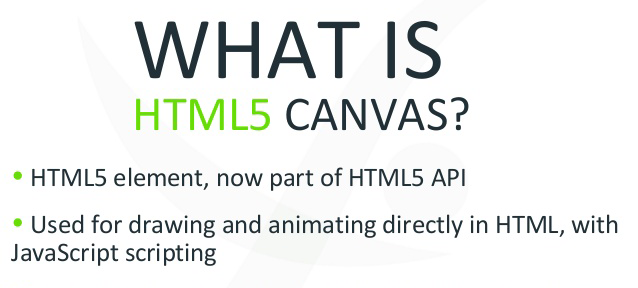 WHAT IS
HTML5 CANVAS?
• HTML5 element, now part of HTML5 API
• Used for drawing and animating directly in HTML, with
JavaScript scripting